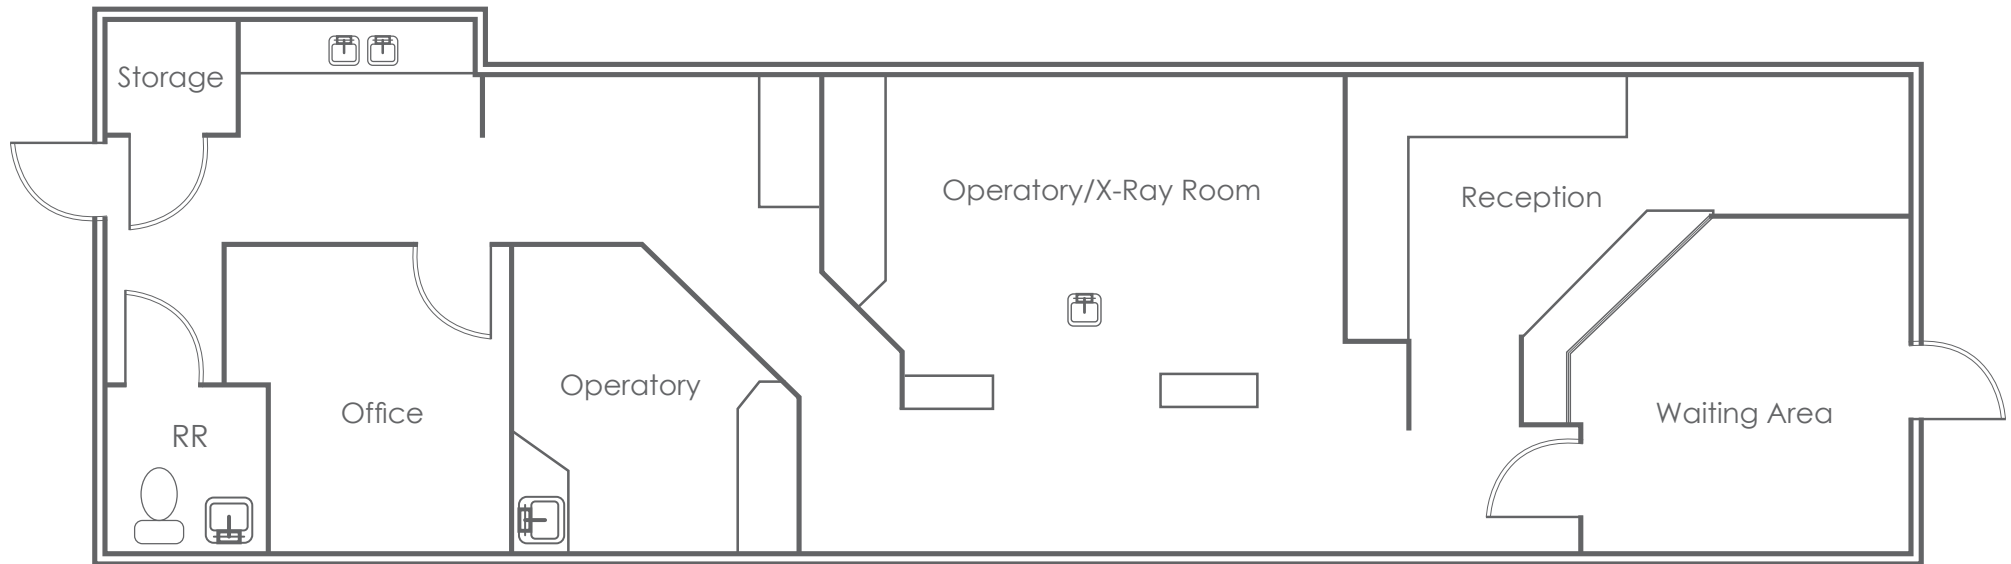 Storage
Operatory/X-Ray Room
Reception
Operatory
Office
Waiting Area
RR